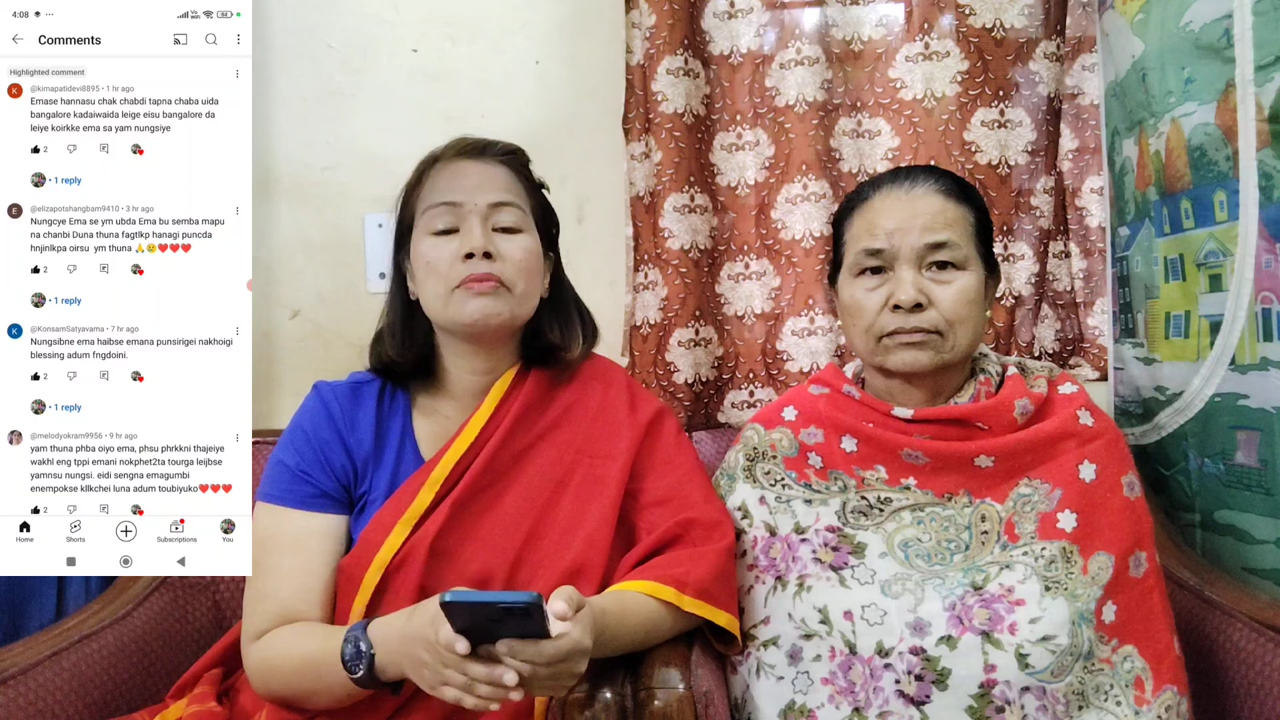 4:08
Vo
WiFi
82
Comments
Highlighted comment
K
@kimapatidevi8895 • 1 hr ago
Emase hannasu chak chabdi tapna chaba uida
bangalore kadaiwaida leige eisu bangalore da
leiye koirkke ema sa yam nungsiye
2
• 1 reply
E
@elizapotshangbam9410 • 3 hr ago
Nungcye Ema se ym ubda Ema bu semba mapu
na chanbi Duna thuna fagtlkp hanagi puncda
hnjinlkpa oirsu ym thuna 🙏😢❤️❤️❤️
2
• 1 reply
K
@KonsamSatyavama • 7 hr ago
Nungsibne ema haibse emana punsirigei nakhoigi
blessing adum fngdoini.
2
• 1 reply
@melodyokram9956 • 9 hr ago
yam thuna phba oiyo ema, phsu phrkkni thajeiye
wakhl eng tppi emani nokphet2ta tourga leijbse
yamnsu nungsi. eidi sengna emagumbi
enempokse kllkchei luna adum toubiyuko❤️❤️❤️
2
Home
Shorts
Subscriptions
You